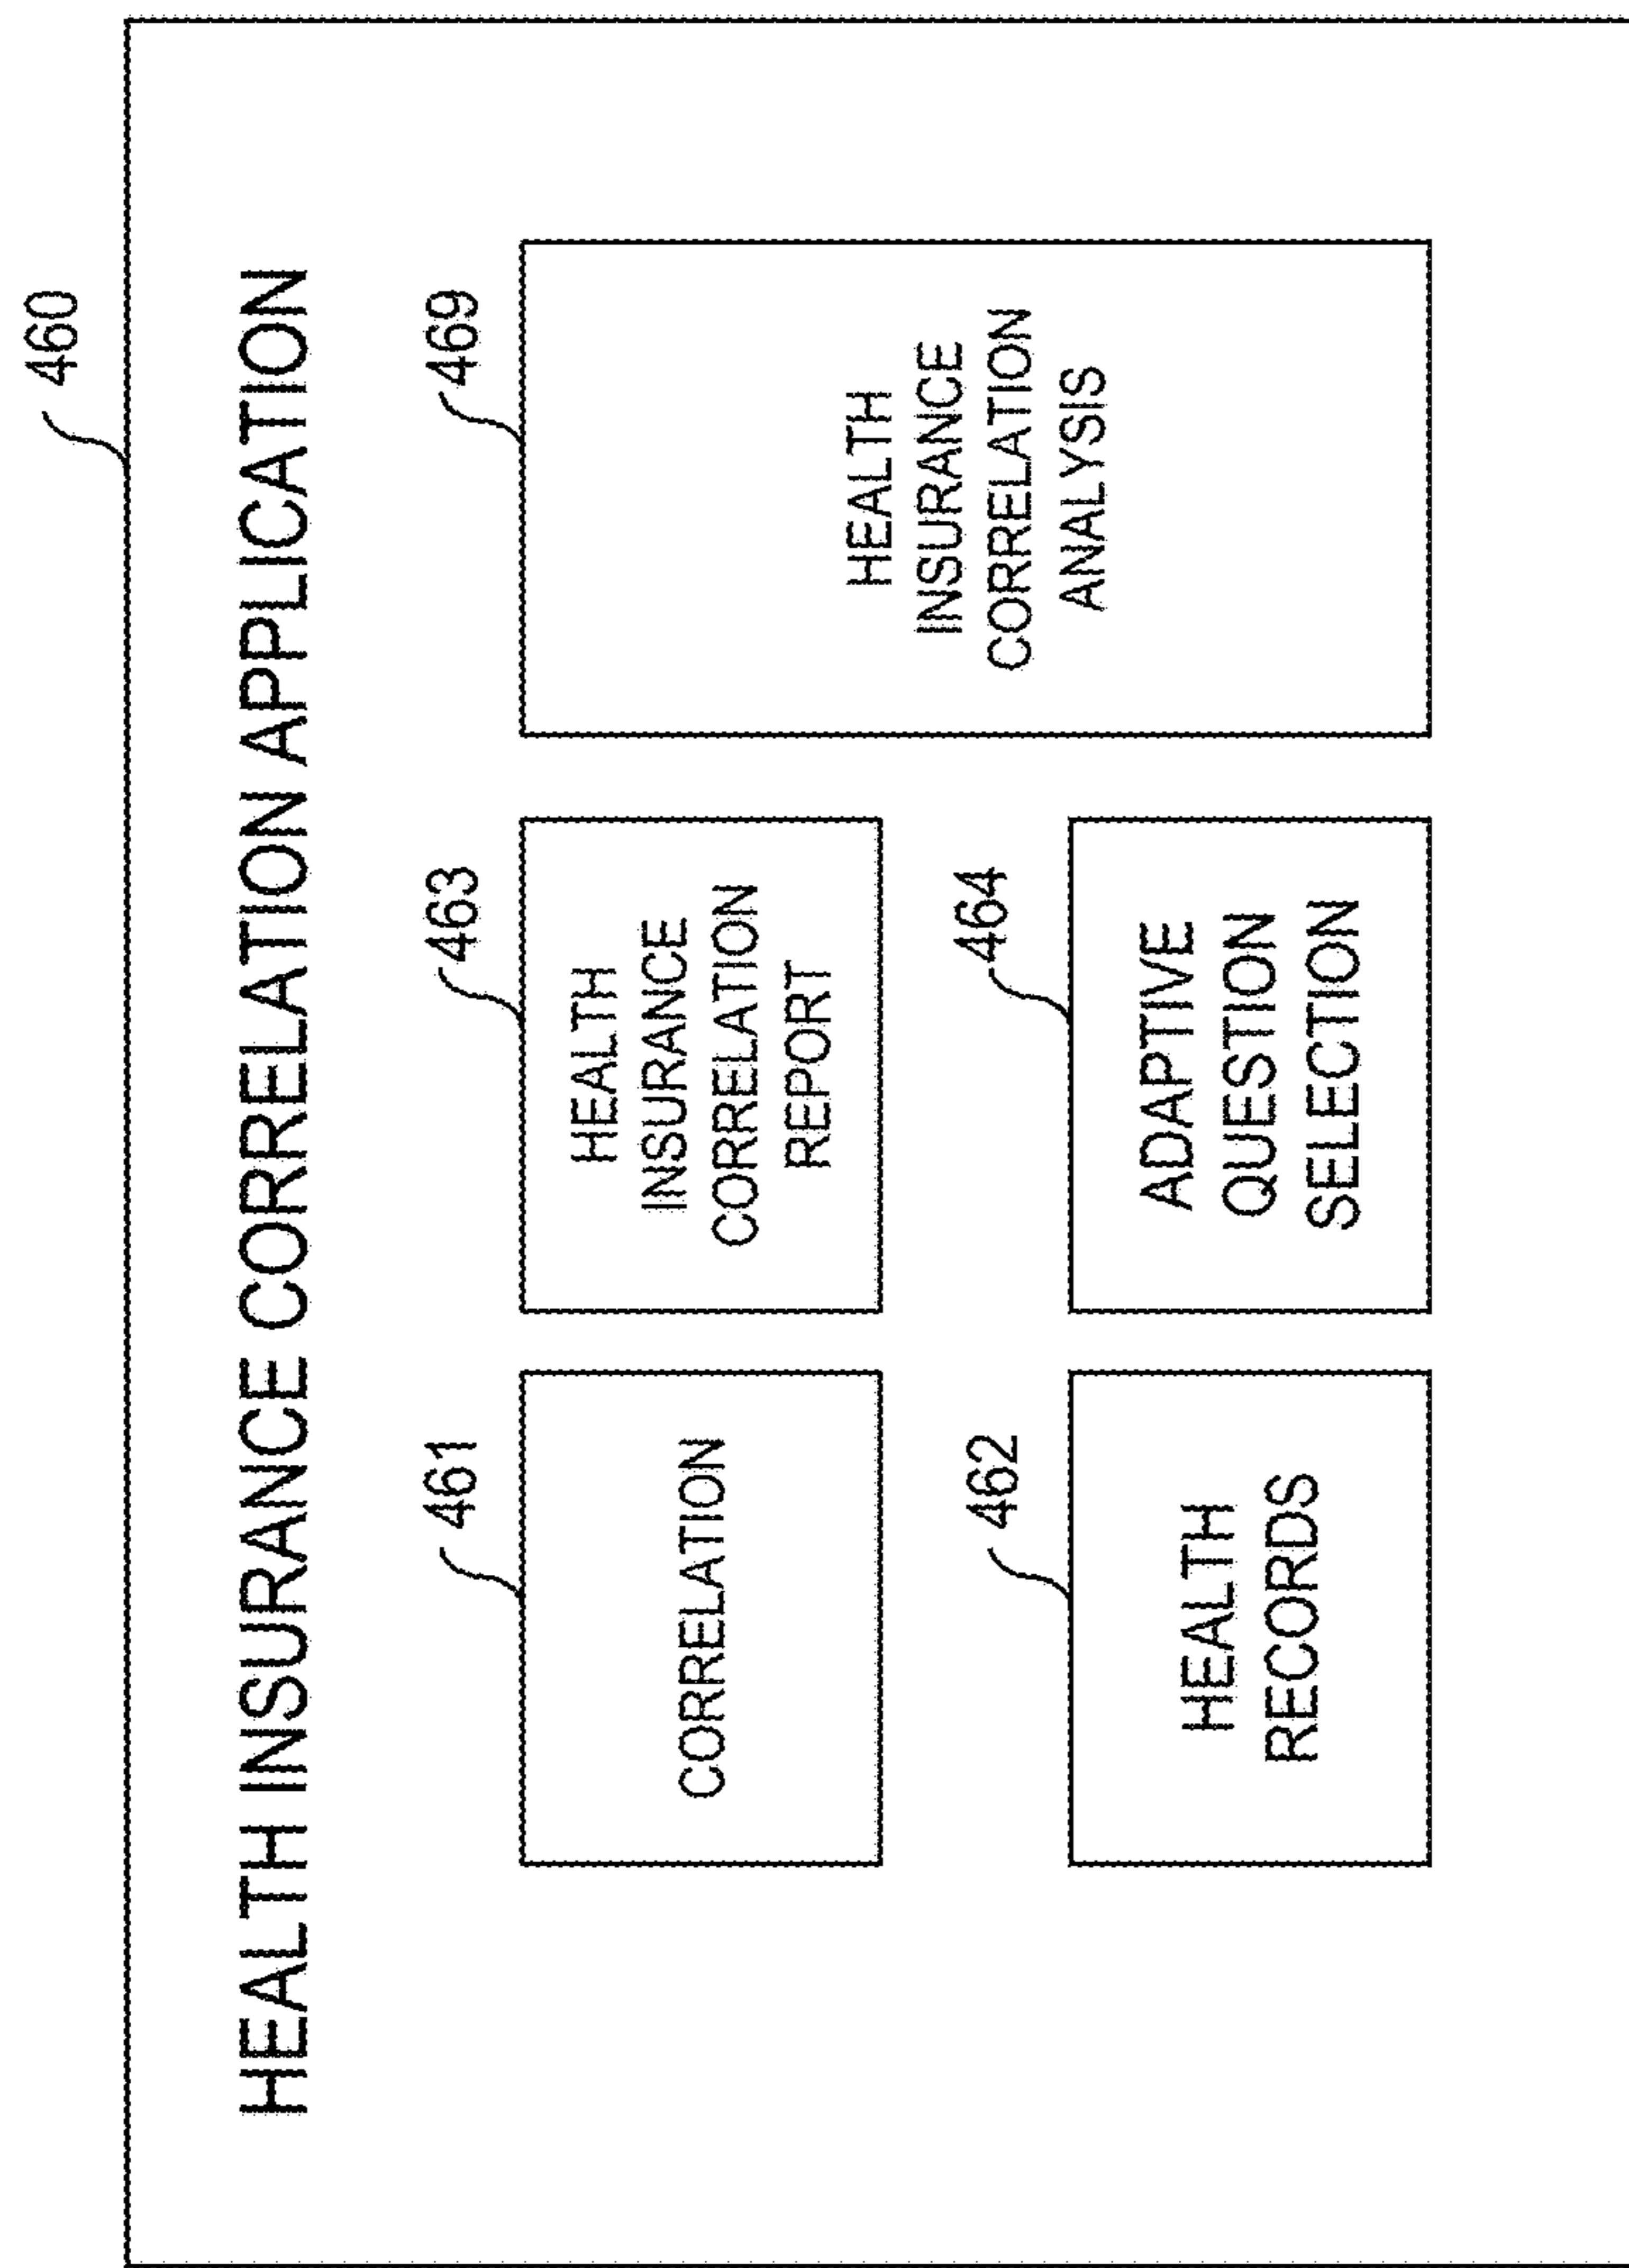 460
HEALTH INSURANCE CORRELATION APPLICATION
461
CORRELATION
463
HEALTH
INSURANCE
CORRELATION
REPORT
469
HEALTH
INSURANCE
CORRELATION
ANALYSIS
462
HEALTH
RECORDS
464
ADAPTIVE
QUESTION
SELECTION